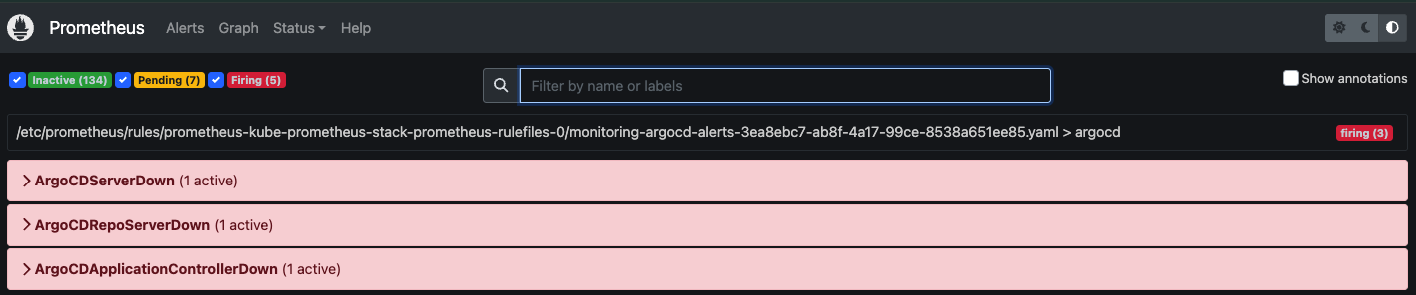 Prometheus Alerts Graph Status Help
Inactive (134) Pending (7) Firing (5) Filter by name or labels Show annotations
/etc/prometheus/rules/prometheus-kube-prometheus-stack-prometheus-rulefiles-0/monitoring-argocd-alerts-3ea8ebc7-ab8f-4a17-99ce-8538a651ee85.yaml > argocd firing (3)
ArgoCDServerDown (1 active)
ArgoCDRepoServerDown (1 active)
ArgoCDApplicationControllerDown (1 active)